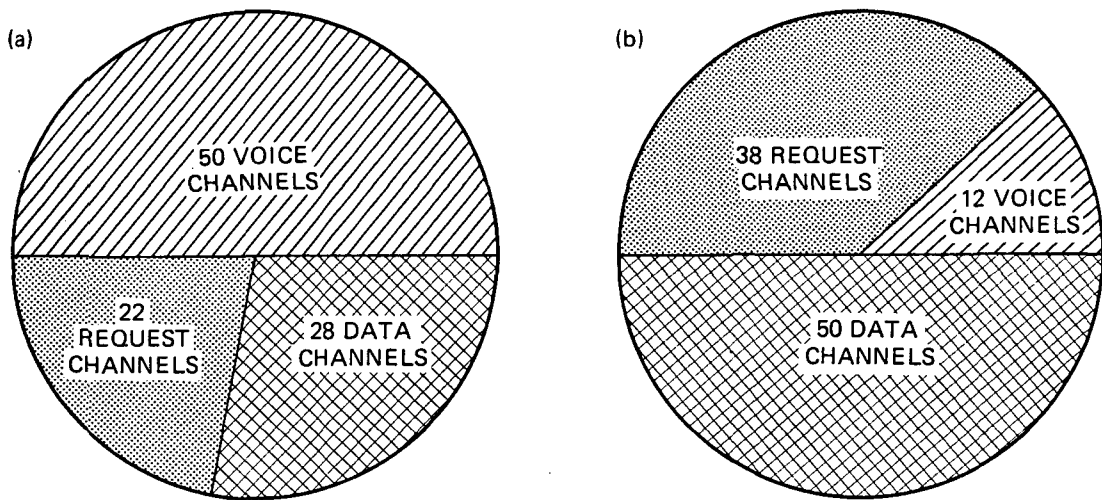 (a)
50 VOICE
CHANNELS
22
REQUEST
CHANNELS
28 DATA
CHANNELS
(b)
38 REQUEST
CHANNELS
12 VOICE
CHANNELS
50 DATA
CHANNELS